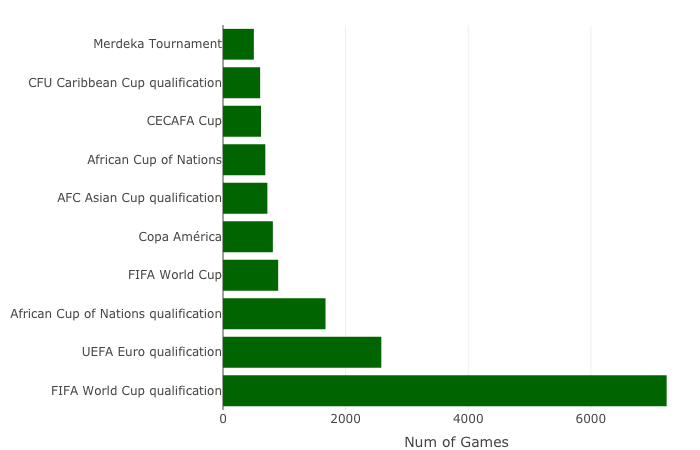 Merdeka Tournament
CFU Caribbean Cup qualification
CECAFA Cup
African Cup of Nations
AFC Asian Cup qualification
Copa América
FIFA World Cup
African Cup of Nations qualification
UEFA Euro qualification
FIFA World Cup qualification
0 2000 4000 6000
Num of Games